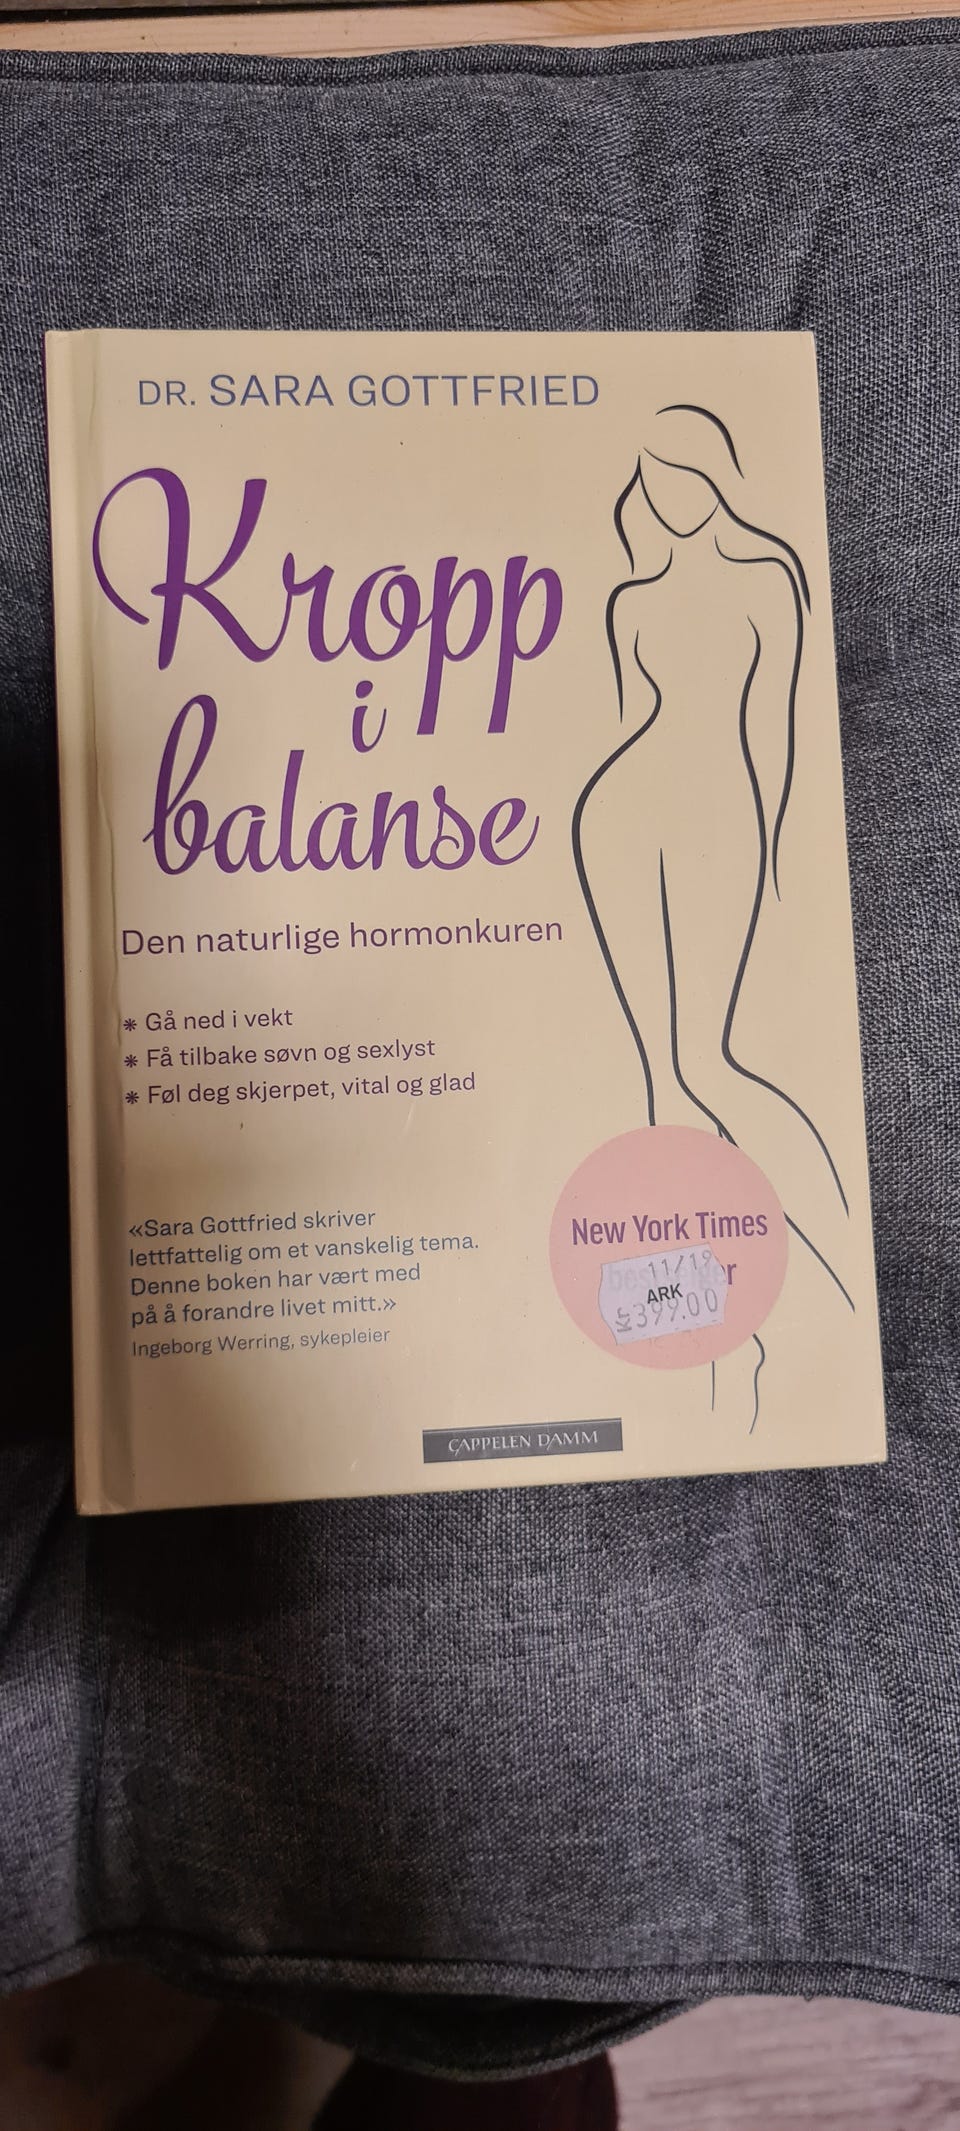 DR. SARA GOTTFRIED
Kropp
i
balanse
Den naturlige hormonkuren
* Gå ned i vekt
* Få tilbake søvn og sexlyst
* Føl deg skjerpet, vital og glad
«Sara Gottfried skriver
lettfattelig om et vanskelig tema.
Denne boken har vært med
på å forandre livet mitt.»
Ingeborg Werring, sykepleier
New York Times
bestselger
11/19
ARK
Kr 399.00
CAPPELEN DAMM